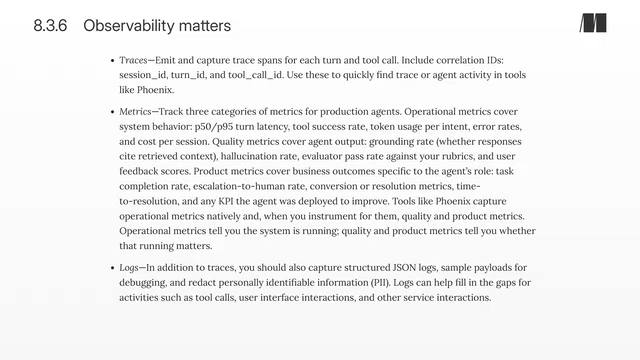 8.3.6 Observability matters
• Traces—Emit and capture trace spans for each turn and tool call. Include correlation IDs:
session_id, turn_id, and tool_call_id. Use these to quickly find trace or agent activity in tools
like Phoenix.
• Metrics—Track three categories of metrics for production agents. Operational metrics cover
system behavior: p50/p95 turn latency, tool success rate, token usage per intent, error rates,
and cost per session. Quality metrics cover agent output: grounding rate (whether responses
cite retrieved context), hallucination rate, evaluator pass rate against your rubrics, and user
feedback scores. Product metrics cover business outcomes specific to the agent's role: task
completion rate, escalation-to-human rate, conversion or resolution metrics, time-
to-resolution, and any KPI the agent was deployed to improve. Tools like Phoenix capture
operational metrics natively and, when you instrument for them, quality and product metrics.
Operational metrics tell you the system is running; quality and product metrics tell you whether
that running matters.
• Logs—In addition to traces, you should also capture structured JSON logs, sample payloads for
debugging, and redact personally identifiable information (PII). Logs can help fill in the gaps for
activities such as tool calls, user interface interactions, and other service interactions.